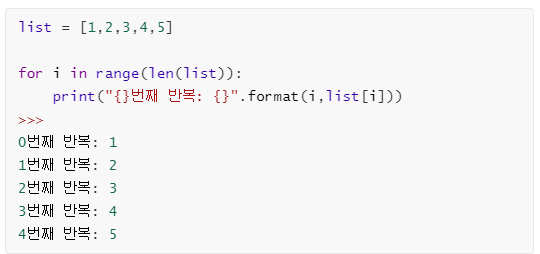 list = [1,2,3,4,5]
for i in range(len(list)):
    print("{}번째 반복: {}".format(i,list[i]))
>>>
0번째 반복: 1
1번째 반복: 2
2번째 반복: 3
3번째 반복: 4
4번째 반복: 5